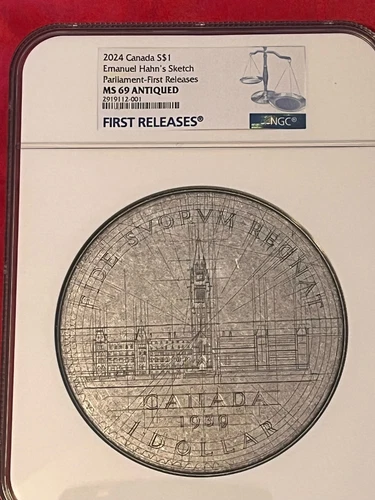 2024 Canada S$1
Emanuel Hahn's Sketch
Parliament-First Releases
MS 69 ANTIQUED
2919112-001
FIRST RELEASES®
NGC®
FIDE SVORVM REGNAT
CANADA
1939
1 DOLLAR